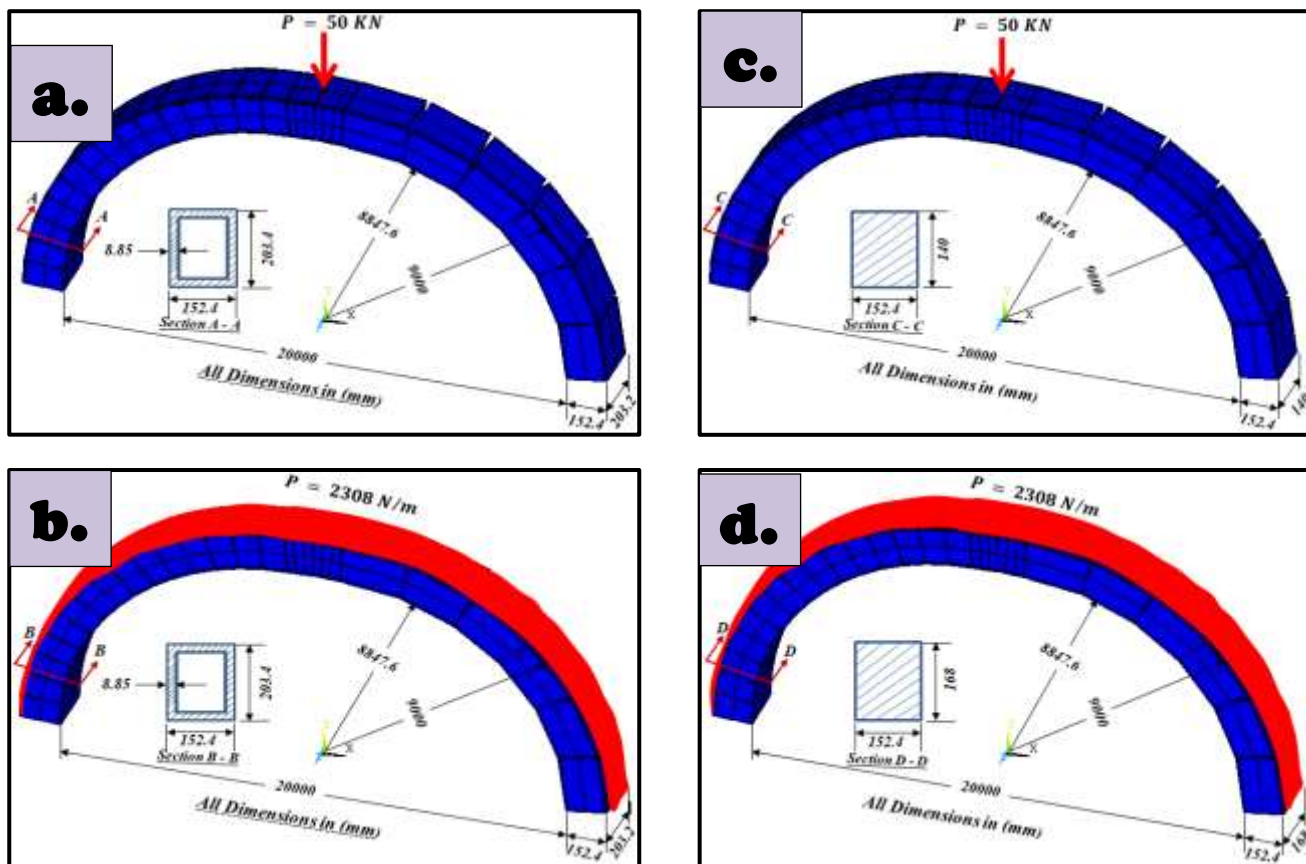 P = 50 KN
a.
A
A
8.85
203.4
152.4
Section A - A
8847.6
9000
X
20000
All Dimensions in (mm)
152.4
203.2
P = 50 KN
c.
C
C
140
152.4
Section C - C
8847.6
9000
X
20000
All Dimensions in (mm)
152.4
140
P = 2308 N/m
b.
B
B
8.85
203.4
152.4
Section B - B
8847.6
9000
X
20000
All Dimensions in (mm)
152.4
203.2
P = 2308 N/m
d.
D
D
168
152.4
Section D - D
8847.6
9000
X
20000
All Dimensions in (mm)
152.4
168